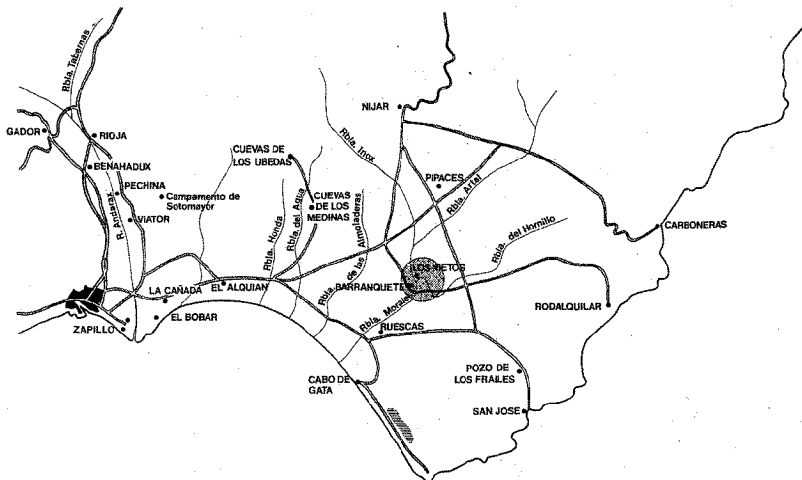 Rbla. Tabernas
GADOR
RIOJA
NIJAR
BENAHADUX
CUEVAS DE
LOS UBEDAS
Rbla. Inox
PECHINA
PIPACES
Campamento de
Sotomayor
R. Andarax
VIATOR
CUEVAS
DE LOS
MEDINAS
Rbla. Honda
Rbla. del Agua
Rbla. Artal
Rbla. de las Almoladeras
Rbla. del Hornillo
CARBONERAS
LOS NIETOS
BARRANQUETE
LA CAÑADA
EL ALQUIAN
Rbla. Morales
RODALQUILAR
ZAPILLO
EL BOBAR
RUESCAS
CABO DE
GATA
POZO DE
LOS FRAILES
SAN JOSE